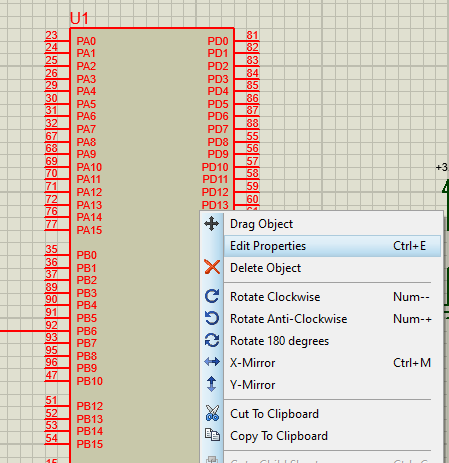 U1
23 PA0 PD0 81
24 PA1 PD1 82
25 PA2 PD2 83
26 PA3 PD3 84
29 PA4 PD4 85
30 PA5 PD5 86
31 PA6 PD6 87
32 PA7 PD7 88
67 PA8 PD8 55
68 PA9 PD9 56
69 PA10 PD10 57
70 PA11 PD11 58
71 PA12 PD12 59
72 PA13 PD13 60
76 PA14
77 PA15
35 PB0
36 PB1
37 PB2
89 PB3
90 PB4
91 PB5
92 PB6
93 PB7
95 PB8
96 PB9
47 PB10
51 PB12
52 PB13
53 PB14
54 PB15
+3
Drag Object
Edit Properties Ctrl+E
Delete Object
Rotate Clockwise Num--
Rotate Anti-Clockwise Num-+
Rotate 180 degrees
X-Mirror Ctrl+M
Y-Mirror
Cut To Clipboard
Copy To Clipboard